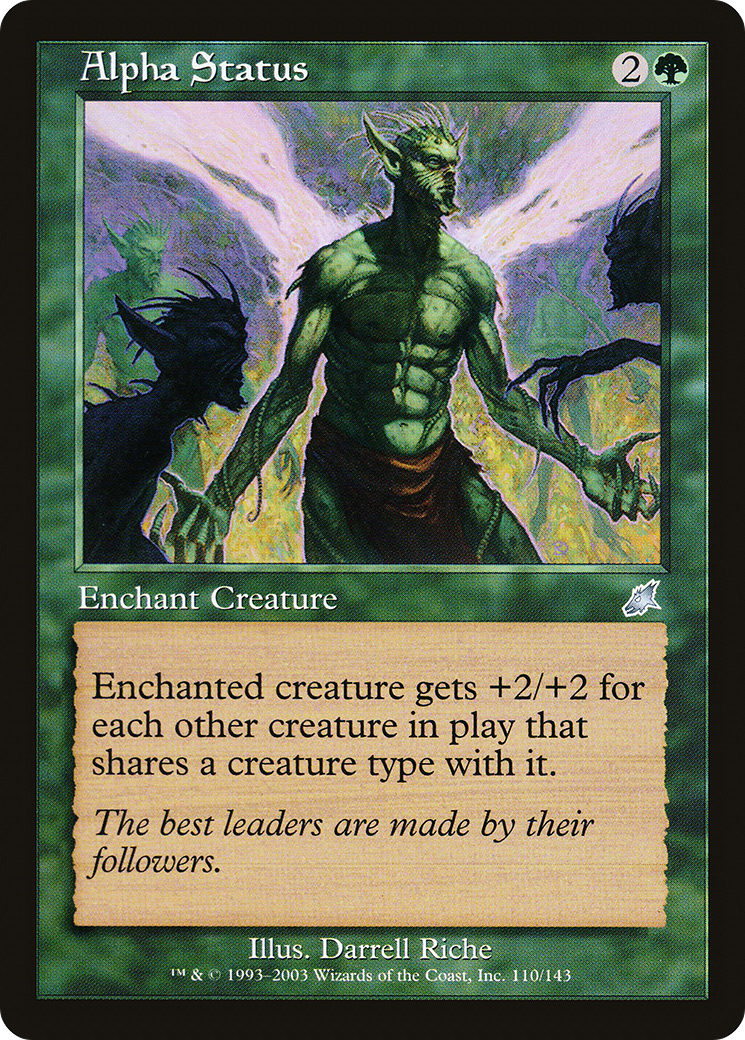 Alpha Status
2
Enchant Creature
Enchanted creature gets +2/+2 for
each other creature in play that
shares a creature type with it.
The best leaders are made by their
followers.
Illus. Darrell Riche
™ & © 1993–2003 Wizards of the Coast, Inc. 110/143